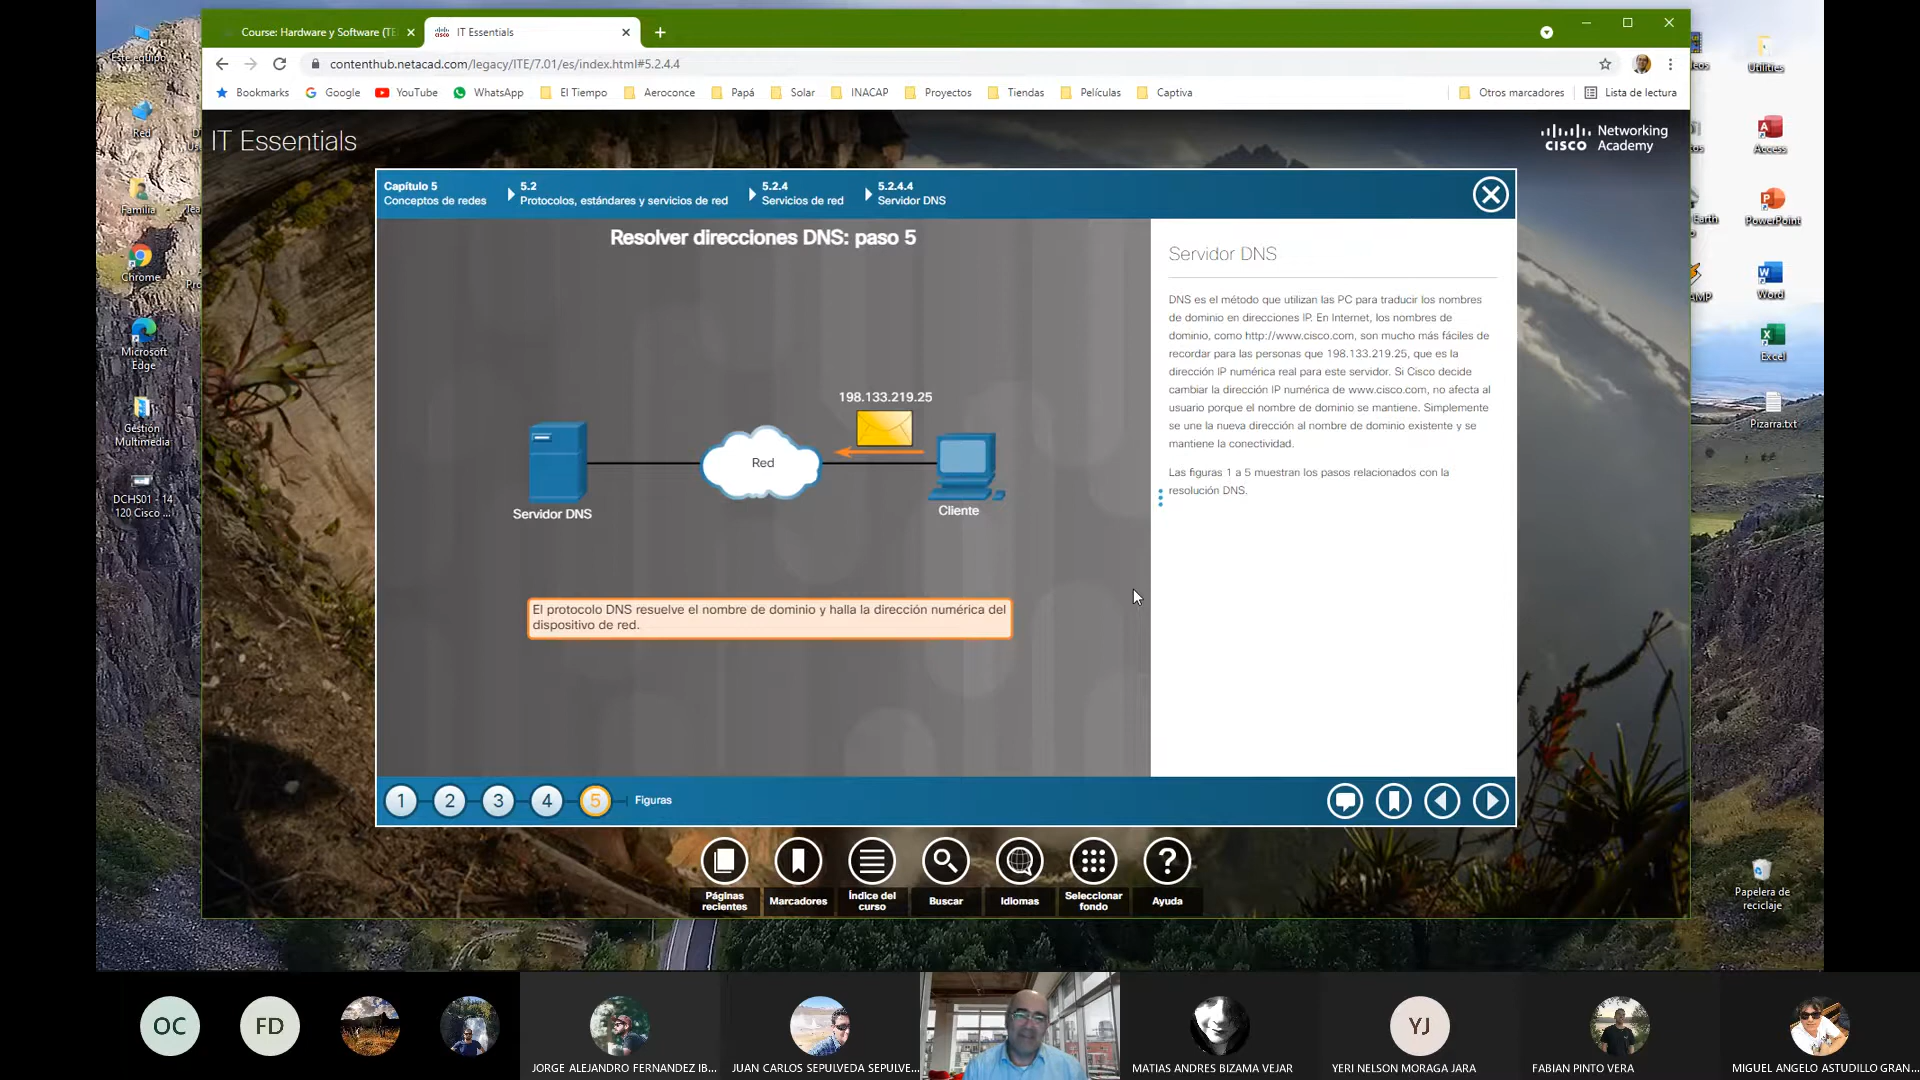 Course: Hardware y Software (TE
IT Essentials
contenthub.netacad.com/legacy/ITE/7.01/es/index.html#5.2.4.4
Bookmarks
Google
YouTube
WhatsApp
El Tiempo
Aeroconce
Papá
Solar
INACAP
Proyectos
Tiendas
Películas
Captiva
Otros marcadores
Lista de lectura
IT Essentials
CISCO
Networking
Academy
Capítulo 5
Conceptos de redes
5.2
Protocolos, estándares y servicios de red
5.2.4
Servicios de red
5.2.4.4
Servidor DNS
Resolver direcciones DNS: paso 5
198.133.219.25
Red
Servidor DNS
Cliente
El protocolo DNS resuelve el nombre de dominio y halla la dirección numérica del
dispositivo de red.
Servidor DNS
DNS es el método que utilizan las PC para traducir los nombres
de dominio en direcciones IP. En Internet, los nombres de
dominio, como http://www.cisco.com, son mucho más fáciles de
recordar para las personas que 198.133.219.25, que es la
dirección IP numérica real para este servidor. Si Cisco decide
cambiar la dirección IP numérica de www.cisco.com, no afecta al
usuario porque el nombre de dominio se mantiene. Simplemente
se une la nueva dirección al nombre de dominio existente y se
mantiene la conectividad.
Las figuras 1 a 5 muestran los pasos relacionados con la
resolución DNS.
1
2
3
4
5
Figuras
Páginas
recientes
Marcadores
Índice del
curso
Buscar
Idiomas
Seleccionar
fondo
?
Ayuda
Este equipo
Red
Familia
Chrome
Microsoft
Edge
Gestión
Multimedia
DCHS01 - 14
120 Cisco ...
Utilities
Access
PowerPoint
Earth
Word
Excel
Pizarra.txt
Papelera de
reciclaje
OC
FD
JORGE ALEJANDRO FERNANDEZ IB...
JUAN CARLOS SEPULVEDA SEPULVE...
MATIAS ANDRES BIZAMA VEJAR
YJ
YERI NELSON MORAGA JARA
FABIAN PINTO VERA
MIGUEL ANGELO ASTUDILLO GRAN...